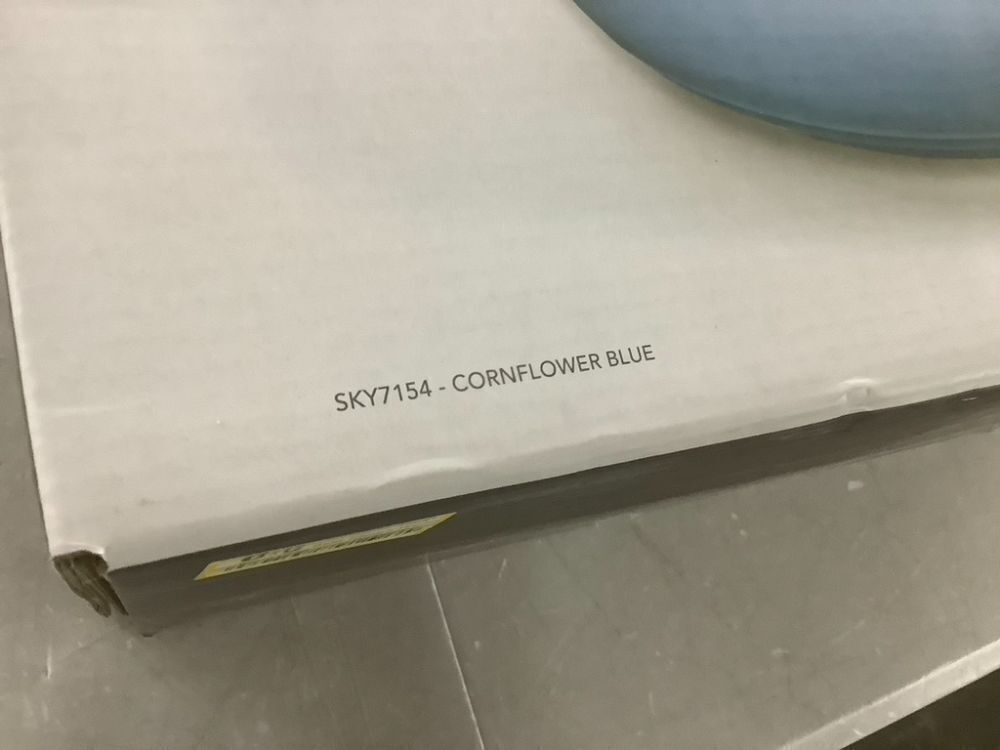 SKY7154 - CORNFLOWER BLUE